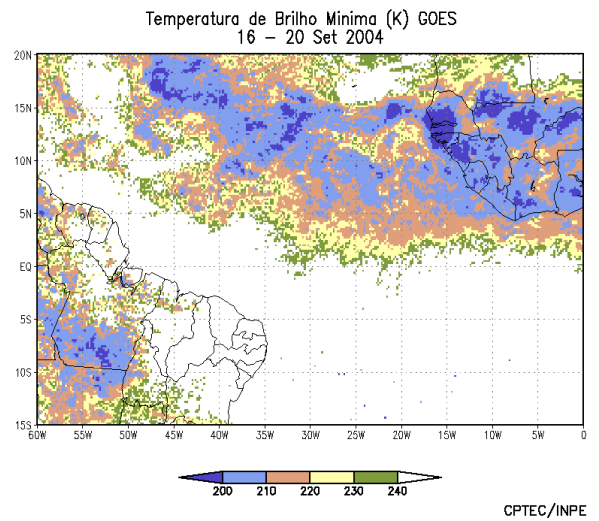 Temperatura de Brilho Minima (K) GOES
16 – 20 Set 2004
20N
15N
10N
5N
EQ
5S
10S
15S
60W 55W 50W 45W 40W 35W 30W 25W 20W 15W 10W 5W 0
200 210 220 230 240
CPTEC/INPE